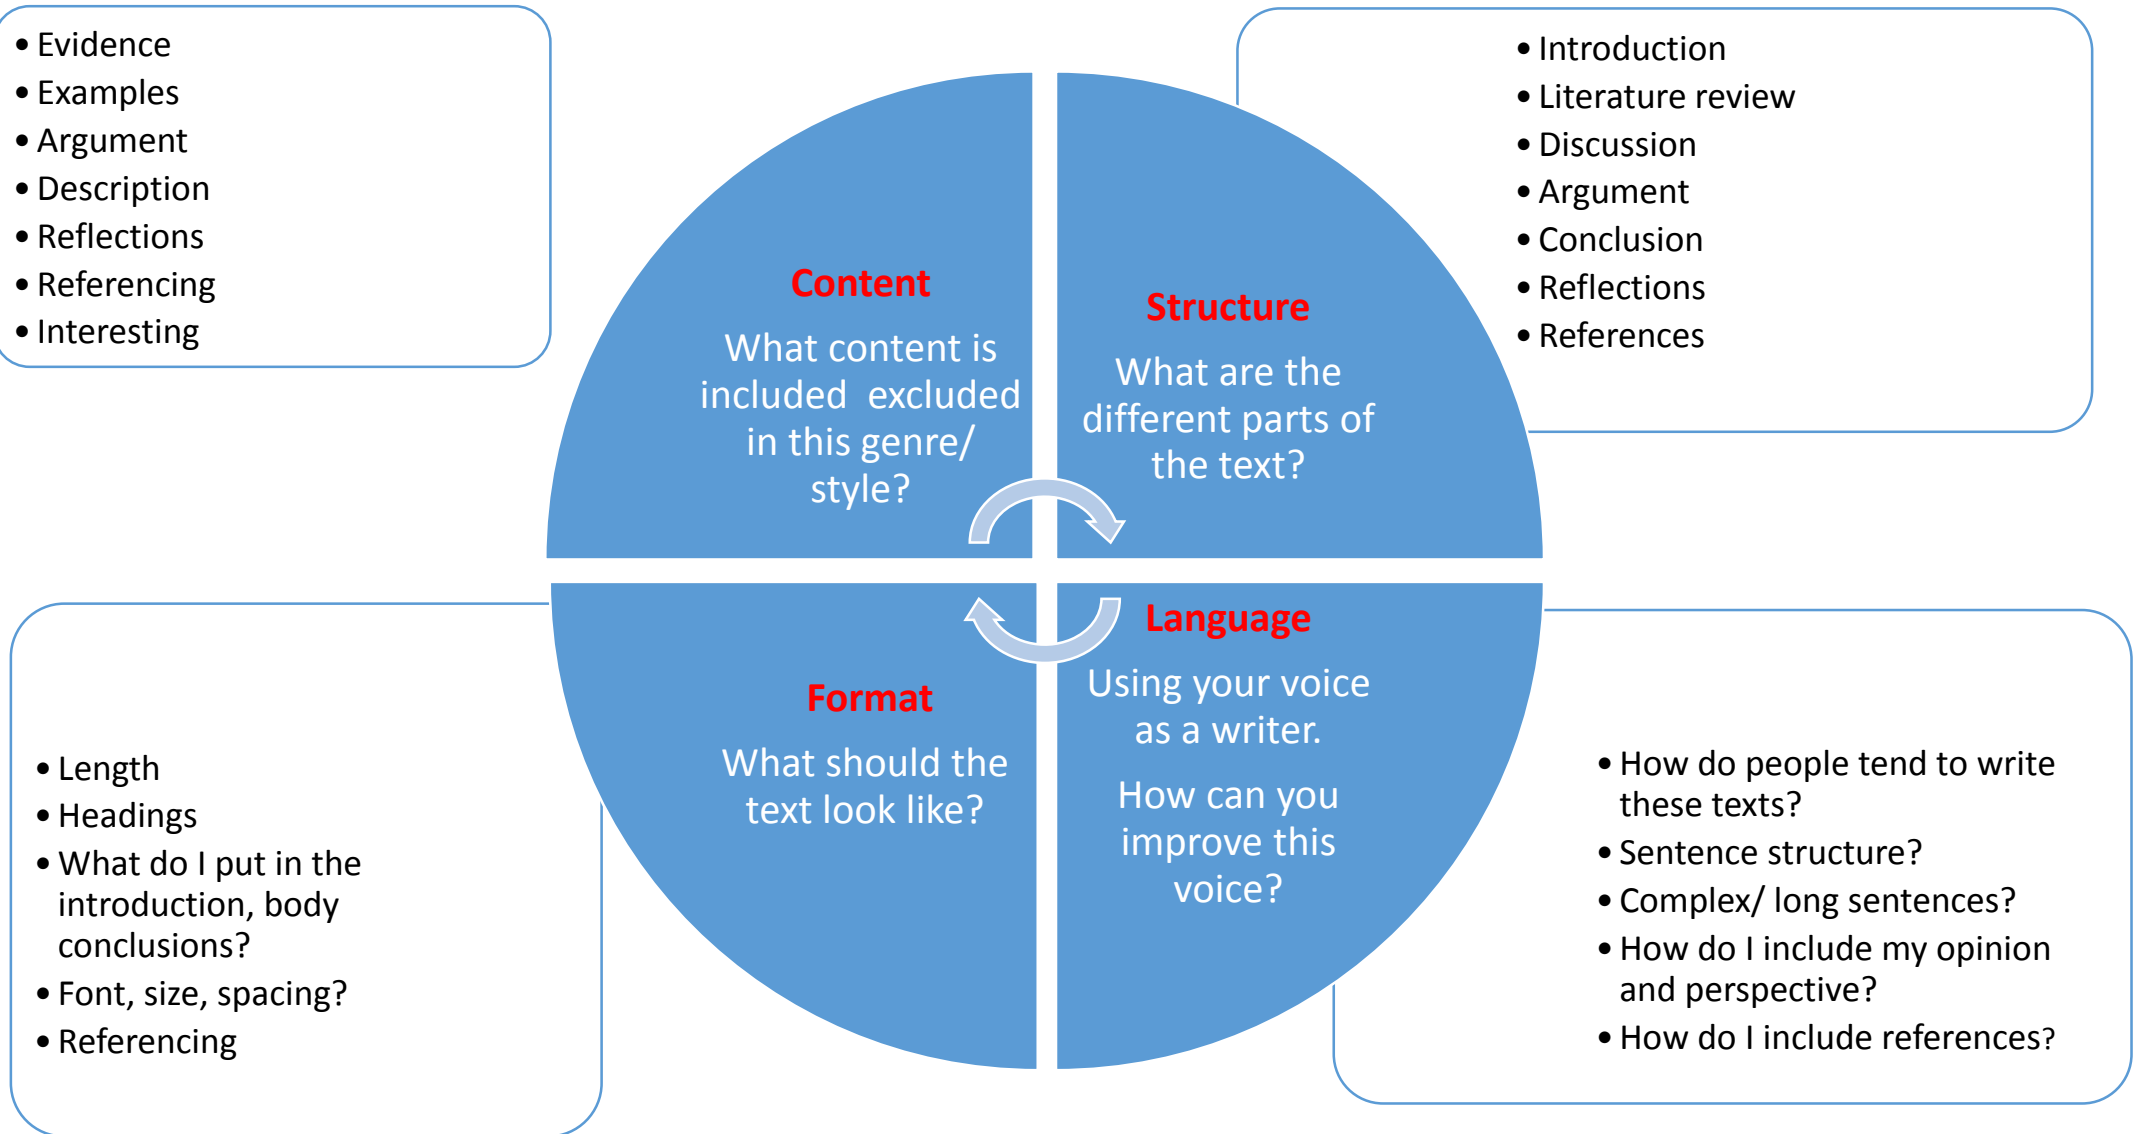 • Evidence
• Examples
• Argument
• Description
• Reflections
• Referencing
• Interesting
Content
What content is
included  excluded
in this genre/
style?
• Introduction
• Literature review
• Discussion
• Argument
• Conclusion
• Reflections
• References
Structure
What are the
different parts of
the text?
Language
Using your voice
as a writer.
How can you
improve this
voice?
• How do people tend to write
these texts?
• Sentence structure?
• Complex/ long sentences?
• How do I include my opinion
and perspective?
• How do I include references?
Format
What should the
text look like?
• Length
• Headings
• What do I put in the
introduction, body
conclusions?
• Font, size, spacing?
• Referencing